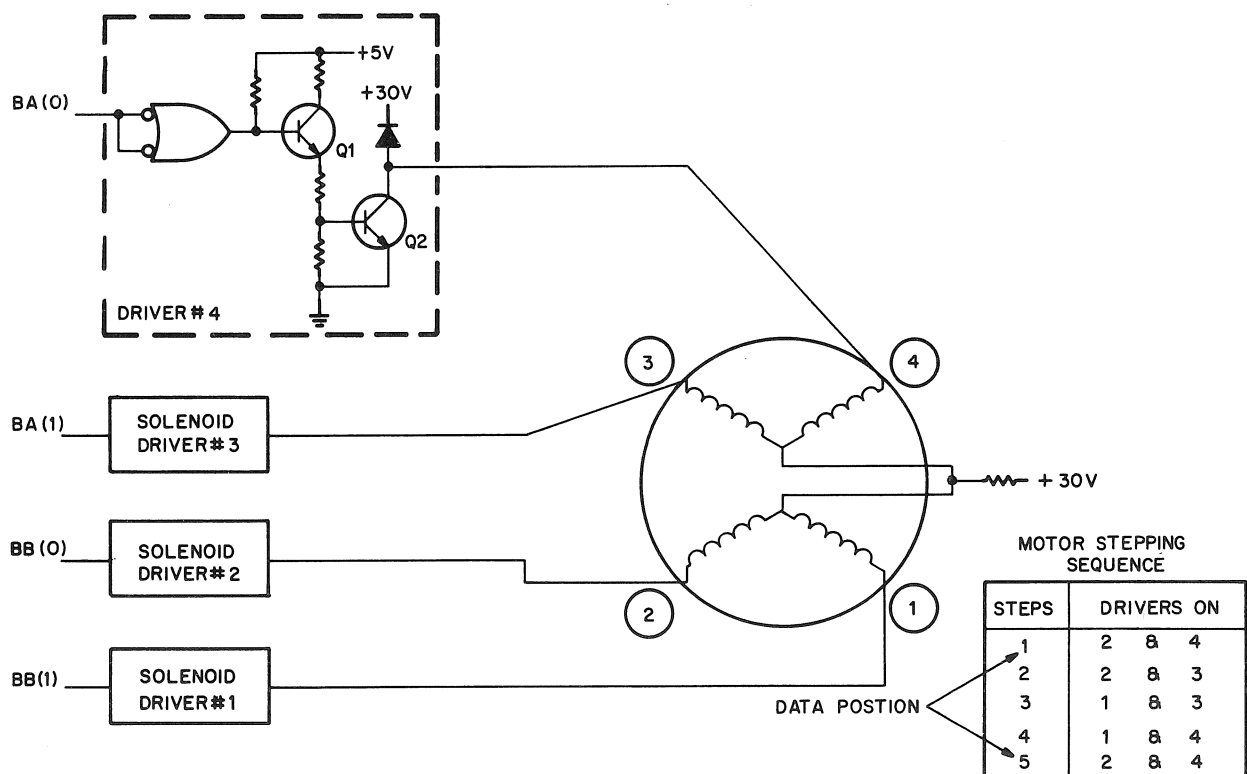 +5V
+30V
BA(0)
Q1
Q2
DRIVER#4
3
4
BA(1)
SOLENOID
DRIVER#3
+30V
BB(0)
SOLENOID
DRIVER#2
2
1
BB(1)
SOLENOID
DRIVER#1
DATA POSTION
MOTOR STEPPING
SEQUENCE
STEPS DRIVERS ON
1 2 & 4
2 2 & 3
3 1 & 3
4 1 & 4
5 2 & 4